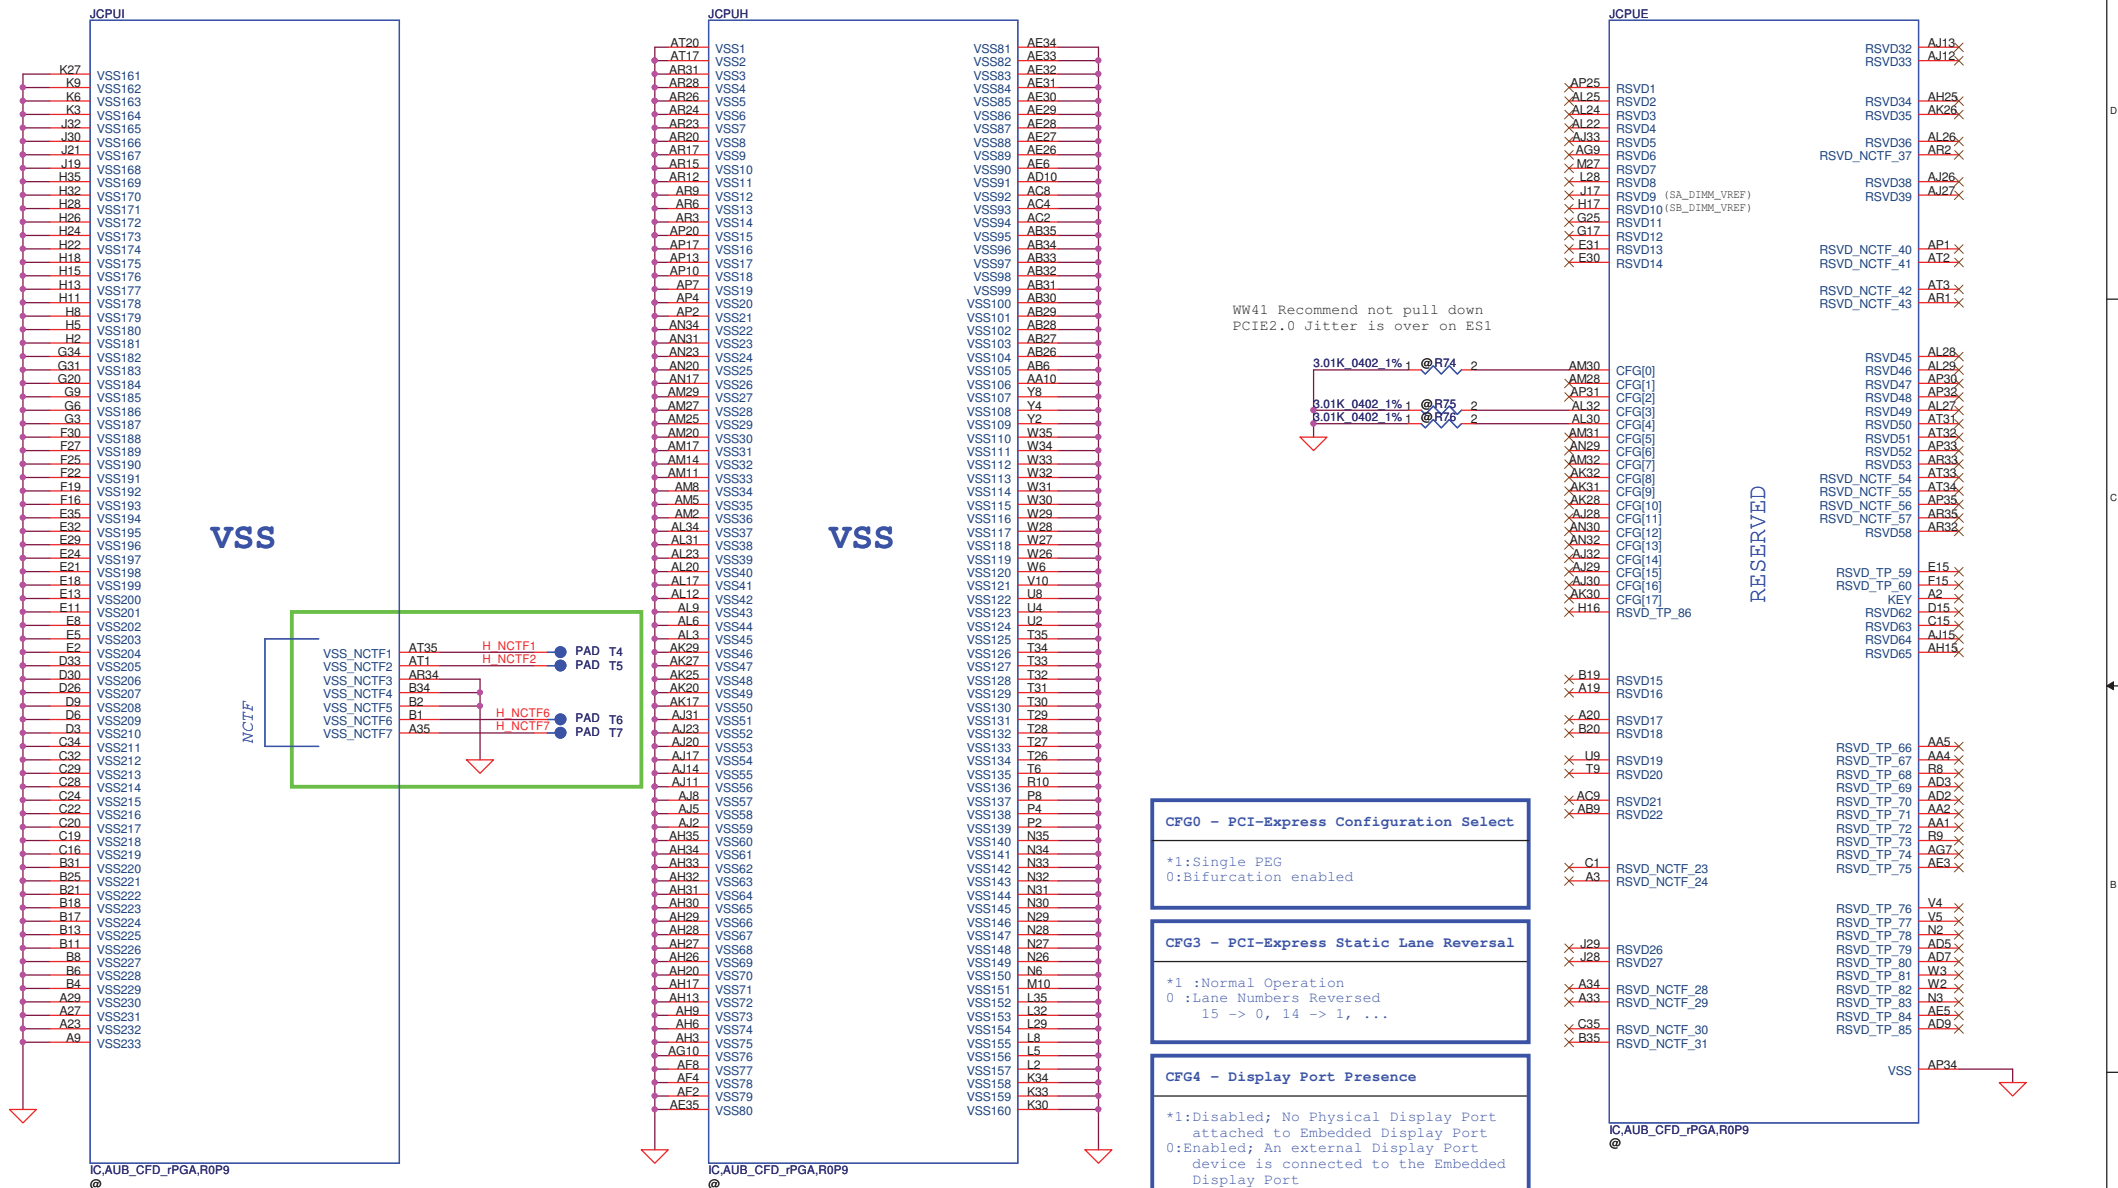 JCPUI
K27 VSS161
K9 VSS162
K6 VSS163
K3 VSS164
J32 VSS165
J30 VSS166
J21 VSS167
J19 VSS168
H35 VSS169
H32 VSS170
H28 VSS171
H26 VSS172
H24 VSS173
H22 VSS174
H18 VSS175
H15 VSS176
H13 VSS177
H11 VSS178
H8 VSS179
H5 VSS180
H2 VSS181
G34 VSS182
G31 VSS183
G20 VSS184
G9 VSS185
G6 VSS186
G3 VSS187
F30 VSS188
F27 VSS189
F25 VSS190
F22 VSS191
F19 VSS192
F16 VSS193
E35 VSS194
E32 VSS195
E29 VSS196
E24 VSS197
E21 VSS198
E18 VSS199
E13 VSS200
E11 VSS201
E8 VSS202
E5 VSS203
E2 VSS204
D33 VSS205
D30 VSS206
D26 VSS207
D9 VSS208
D6 VSS209
D3 VSS210
C34 VSS211
C32 VSS212
C29 VSS213
C28 VSS214
C24 VSS215
C22 VSS216
C20 VSS217
C19 VSS218
C16 VSS219
B31 VSS220
B25 VSS221
B21 VSS222
B18 VSS223
B17 VSS224
B13 VSS225
B11 VSS226
B8 VSS227
B6 VSS228
B4 VSS229
A29 VSS230
A27 VSS231
A23 VSS232
A9 VSS233
VSS
NCTF
VSS_NCTF1 AT35 H_NCTF1 PAD T4
VSS_NCTF2 AT1 H_NCTF2 PAD T5
VSS_NCTF3 AR34
VSS_NCTF4 B34
VSS_NCTF5 B2
VSS_NCTF6 B1 H_NCTF6 PAD T6
VSS_NCTF7 A35 H_NCTF7 PAD T7
IC,AUB_CFD_rPGA,R0P9
@
JCPUH
AT20 VSS1 VSS81 AE34
AT17 VSS2 VSS82 AE33
AR31 VSS3 VSS83 AE32
AR28 VSS4 VSS84 AE31
AR26 VSS5 VSS85 AE30
AR24 VSS6 VSS86 AE29
AR23 VSS7 VSS87 AE28
AR20 VSS8 VSS88 AE27
AR17 VSS9 VSS89 AE26
AR15 VSS10 VSS90 AE6
AR12 VSS11 VSS91 AD10
AR9 VSS12 VSS92 AC8
AR6 VSS13 VSS93 AC4
AR3 VSS14 VSS94 AC2
AP20 VSS15 VSS95 AB35
AP17 VSS16 VSS96 AB34
AP13 VSS17 VSS97 AB33
AP10 VSS18 VSS98 AB32
AP7 VSS19 VSS99 AB31
AP4 VSS20 VSS100 AB30
AP2 VSS21 VSS101 AB29
AN34 VSS22 VSS102 AB28
AN31 VSS23 VSS103 AB27
AN23 VSS24 VSS104 AB26
AN20 VSS25 VSS105 AB6
AN17 VSS26 VSS106 AA10
AM29 VSS27 VSS107 Y8
AM27 VSS28 VSS108 Y4
AM25 VSS29 VSS109 Y2
AM20 VSS30 VSS110 W35
AM17 VSS31 VSS111 W34
AM14 VSS32 VSS112 W33
AM11 VSS33 VSS113 W32
AM8 VSS34 VSS114 W31
AM5 VSS35 VSS115 W30
AM2 VSS36 VSS116 W29
AL34 VSS37 VSS117 W28
AL31 VSS38 VSS118 W27
AL23 VSS39 VSS119 W26
AL20 VSS40 VSS120 W6
AL17 VSS41 VSS121 V10
AL12 VSS42 VSS122 U8
AL9 VSS43 VSS123 U4
AL6 VSS44 VSS124 U2
AL3 VSS45 VSS125 T35
AK29 VSS46 VSS126 T34
AK27 VSS47 VSS127 T33
AK25 VSS48 VSS128 T32
AK20 VSS49 VSS129 T31
AK17 VSS50 VSS130 T30
AJ31 VSS51 VSS131 T29
AJ23 VSS52 VSS132 T28
AJ20 VSS53 VSS133 T27
AJ17 VSS54 VSS134 T26
AJ14 VSS55 VSS135 T6
AJ11 VSS56 VSS136 R10
AJ8 VSS57 VSS137 P8
AJ5 VSS58 VSS138 P4
AJ2 VSS59 VSS139 P2
AH35 VSS60 VSS140 N35
AH34 VSS61 VSS141 N34
AH33 VSS62 VSS142 N33
AH32 VSS63 VSS143 N32
AH31 VSS64 VSS144 N31
AH30 VSS65 VSS145 N30
AH29 VSS66 VSS146 N29
AH28 VSS67 VSS147 N28
AH27 VSS68 VSS148 N27
AH26 VSS69 VSS149 N26
AH20 VSS70 VSS150 N6
AH17 VSS71 VSS151 M10
AH13 VSS72 VSS152 L35
AH9 VSS73 VSS153 L32
AH6 VSS74 VSS154 L29
AH3 VSS75 VSS155 L8
AG10 VSS76 VSS156 L5
AF8 VSS77 VSS157 L2
AF4 VSS78 VSS158 K34
AF2 VSS79 VSS159 K33
AE35 VSS80 VSS160 K30
VSS
IC,AUB_CFD_rPGA,R0P9
@
WW41 Recommend not pull down
PCIE2.0 Jitter is over on ES1
3.01K_0402_1% 1 @R74 2
3.01K_0402_1% 1 @R75 2
3.01K_0402_1% 1 @R76 2
CFG0 - PCI-Express Configuration Select
*1:Single PEG
0:Bifurcation enabled
CFG3 - PCI-Express Static Lane Reversal
*1 :Normal Operation
0 :Lane Numbers Reversed
15 -> 0, 14 -> 1, ...
CFG4 - Display Port Presence
*1:Disabled; No Physical Display Port
attached to Embedded Display Port
0:Enabled; An external Display Port
device is connected to the Embedded
Display Port
JCPUE
AP25 RSVD1
AL25 RSVD2
AL24 RSVD3
AL22 RSVD4
AJ33 RSVD5
AG9 RSVD6
M27 RSVD7
L28 RSVD8
J17 RSVD9 (SA_DIMM_VREF)
H17 RSVD10 (SB_DIMM_VREF)
G25 RSVD11
G17 RSVD12
E31 RSVD13
E30 RSVD14
AM30 CFG[0]
AM28 CFG[1]
AP31 CFG[2]
AL32 CFG[3]
AL30 CFG[4]
AM31 CFG[5]
AN29 CFG[6]
AM32 CFG[7]
AK32 CFG[8]
AK31 CFG[9]
AK28 CFG[10]
AJ28 CFG[11]
AN30 CFG[12]
AN32 CFG[13]
AJ32 CFG[14]
AJ29 CFG[15]
AJ30 CFG[16]
AK30 CFG[17]
H16 RSVD_TP_86
B19 RSVD15
A19 RSVD16
A20 RSVD17
B20 RSVD18
U9 RSVD19
T9 RSVD20
AC9 RSVD21
AB9 RSVD22
C1 RSVD_NCTF_23
A3 RSVD_NCTF_24
J29 RSVD26
J28 RSVD27
A34 RSVD_NCTF_28
A33 RSVD_NCTF_29
C35 RSVD_NCTF_30
B35 RSVD_NCTF_31
RESERVED
RSVD32 AJ13
RSVD33 AJ12
RSVD34 AH25
RSVD35 AK26
RSVD36 AL26
RSVD_NCTF_37 AR2
RSVD38 AJ26
RSVD39 AJ27
RSVD_NCTF_40 AP1
RSVD_NCTF_41 AT2
RSVD_NCTF_42 AT3
RSVD_NCTF_43 AR1
RSVD45 AL28
RSVD46 AL29
RSVD47 AP30
RSVD48 AP32
RSVD49 AL27
RSVD50 AT31
RSVD51 AT32
RSVD52 AP33
RSVD53 AR33
RSVD_NCTF_54 AT33
RSVD_NCTF_55 AT34
RSVD_NCTF_56 AP35
RSVD_NCTF_57 AR35
RSVD58 AR32
RSVD_TP_59 E15
RSVD_TP_60 F15
KEY A2
RSVD62 D15
RSVD63 C15
RSVD64 AJ15
RSVD65 AH15
RSVD_TP_66 AA5
RSVD_TP_67 AA4
RSVD_TP_68 R8
RSVD_TP_69 AD3
RSVD_TP_70 AD2
RSVD_TP_71 AA2
RSVD_TP_72 AA1
RSVD_TP_73 R9
RSVD_TP_74 AG7
RSVD_TP_75 AE3
RSVD_TP_76 V4
RSVD_TP_77 V5
RSVD_TP_78 N2
RSVD_TP_79 AD5
RSVD_TP_80 AD7
RSVD_TP_81 W3
RSVD_TP_82 W2
RSVD_TP_83 N3
RSVD_TP_84 AE5
RSVD_TP_85 AD9
VSS AP34
IC,AUB_CFD_rPGA,R0P9
@
D
C
B